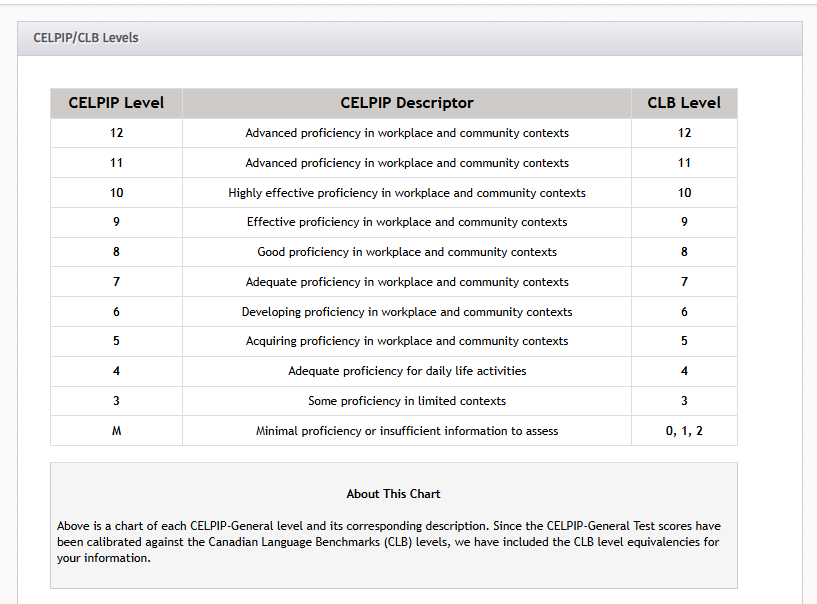 CELPIP/CLB Levels
CELPIP Level CELPIP Descriptor CLB Level
12 Advanced proficiency in workplace and community contexts 12
11 Advanced proficiency in workplace and community contexts 11
10 Highly effective proficiency in workplace and community contexts 10
9 Effective proficiency in workplace and community contexts 9
8 Good proficiency in workplace and community contexts 8
7 Adequate proficiency in workplace and community contexts 7
6 Developing proficiency in workplace and community contexts 6
5 Acquiring proficiency in workplace and community contexts 5
4 Adequate proficiency for daily life activities 4
3 Some proficiency in limited contexts 3
M Minimal proficiency or insufficient information to assess 0, 1, 2
About This Chart
Above is a chart of each CELPIP-General level and its corresponding description. Since the CELPIP-General Test scores have
been calibrated against the Canadian Language Benchmarks (CLB) levels, we have included the CLB level equivalencies for
your information.